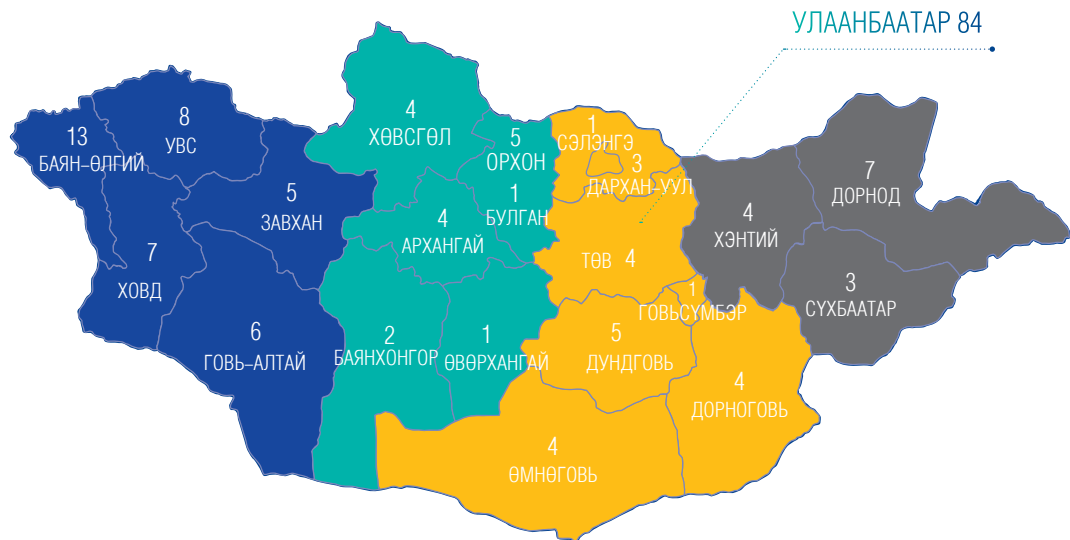 УЛААНБААТАР 84
13
БАЯН-ӨЛГИЙ
8
УВС
5
ЗАВХАН
7
ХОВД
6
ГОВЬ-АЛТАЙ
4
ХӨВСГӨЛ
5
ОРХОН
1
БУЛГАН
4
АРХАНГАЙ
2
БАЯНХОНГОР
1
ӨВӨРХАНГАЙ
1
СЭЛЭНГЭ
3
ДАРХАН-УУЛ
ТӨВ 4
1
ГОВЬСҮМБЭР
5
ДУНДГОВЬ
4
ДОРНОГОВЬ
4
ӨМНӨГОВЬ
4
ХЭНТИЙ
7
ДОРНОД
3
СҮХБААТАР